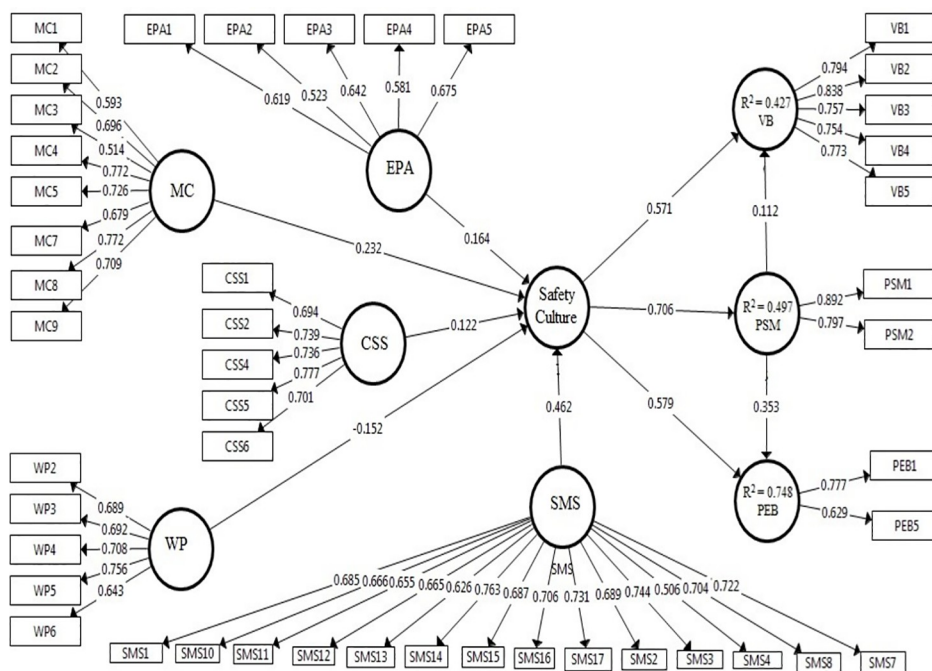 MC1
MC2
MC3
MC4
MC5
MC7
MC8
MC9
0.593
0.696
0.514
0.772
0.726
0.679
0.772
0.709
MC
EPA1
EPA2
EPA3
EPA4
EPA5
0.619
0.523
0.642
0.581
0.675
EPA
0.232
0.164
CSS1
CSS2
CSS4
CSS5
CSS6
0.694
0.739
0.736
0.777
0.701
CSS
0.122
Safety
Culture
WP2
WP3
WP4
WP5
WP6
0.689
0.692
0.708
0.756
0.643
WP
-0.152
0.462
SMS
SMS
0.685
0.666
0.655
0.665
0.626
0.763
0.687
0.706
0.731
0.689
0.744
0.506
0.704
0.722
SMS1
SMS10
SMS11
SMS12
SMS13
SMS14
SMS15
SMS16
SMS17
SMS2
SMS3
SMS4
SMS8
SMS7
0.571
0.706
0.579
R² = 0.427
VB
0.794
0.838
0.757
0.754
0.773
VB1
VB2
VB3
VB4
VB5
0.112
R² = 0.497
PSM
0.892
0.797
PSM1
PSM2
0.353
R² = 0.748
PEB
0.777
0.629
PEB1
PEB5